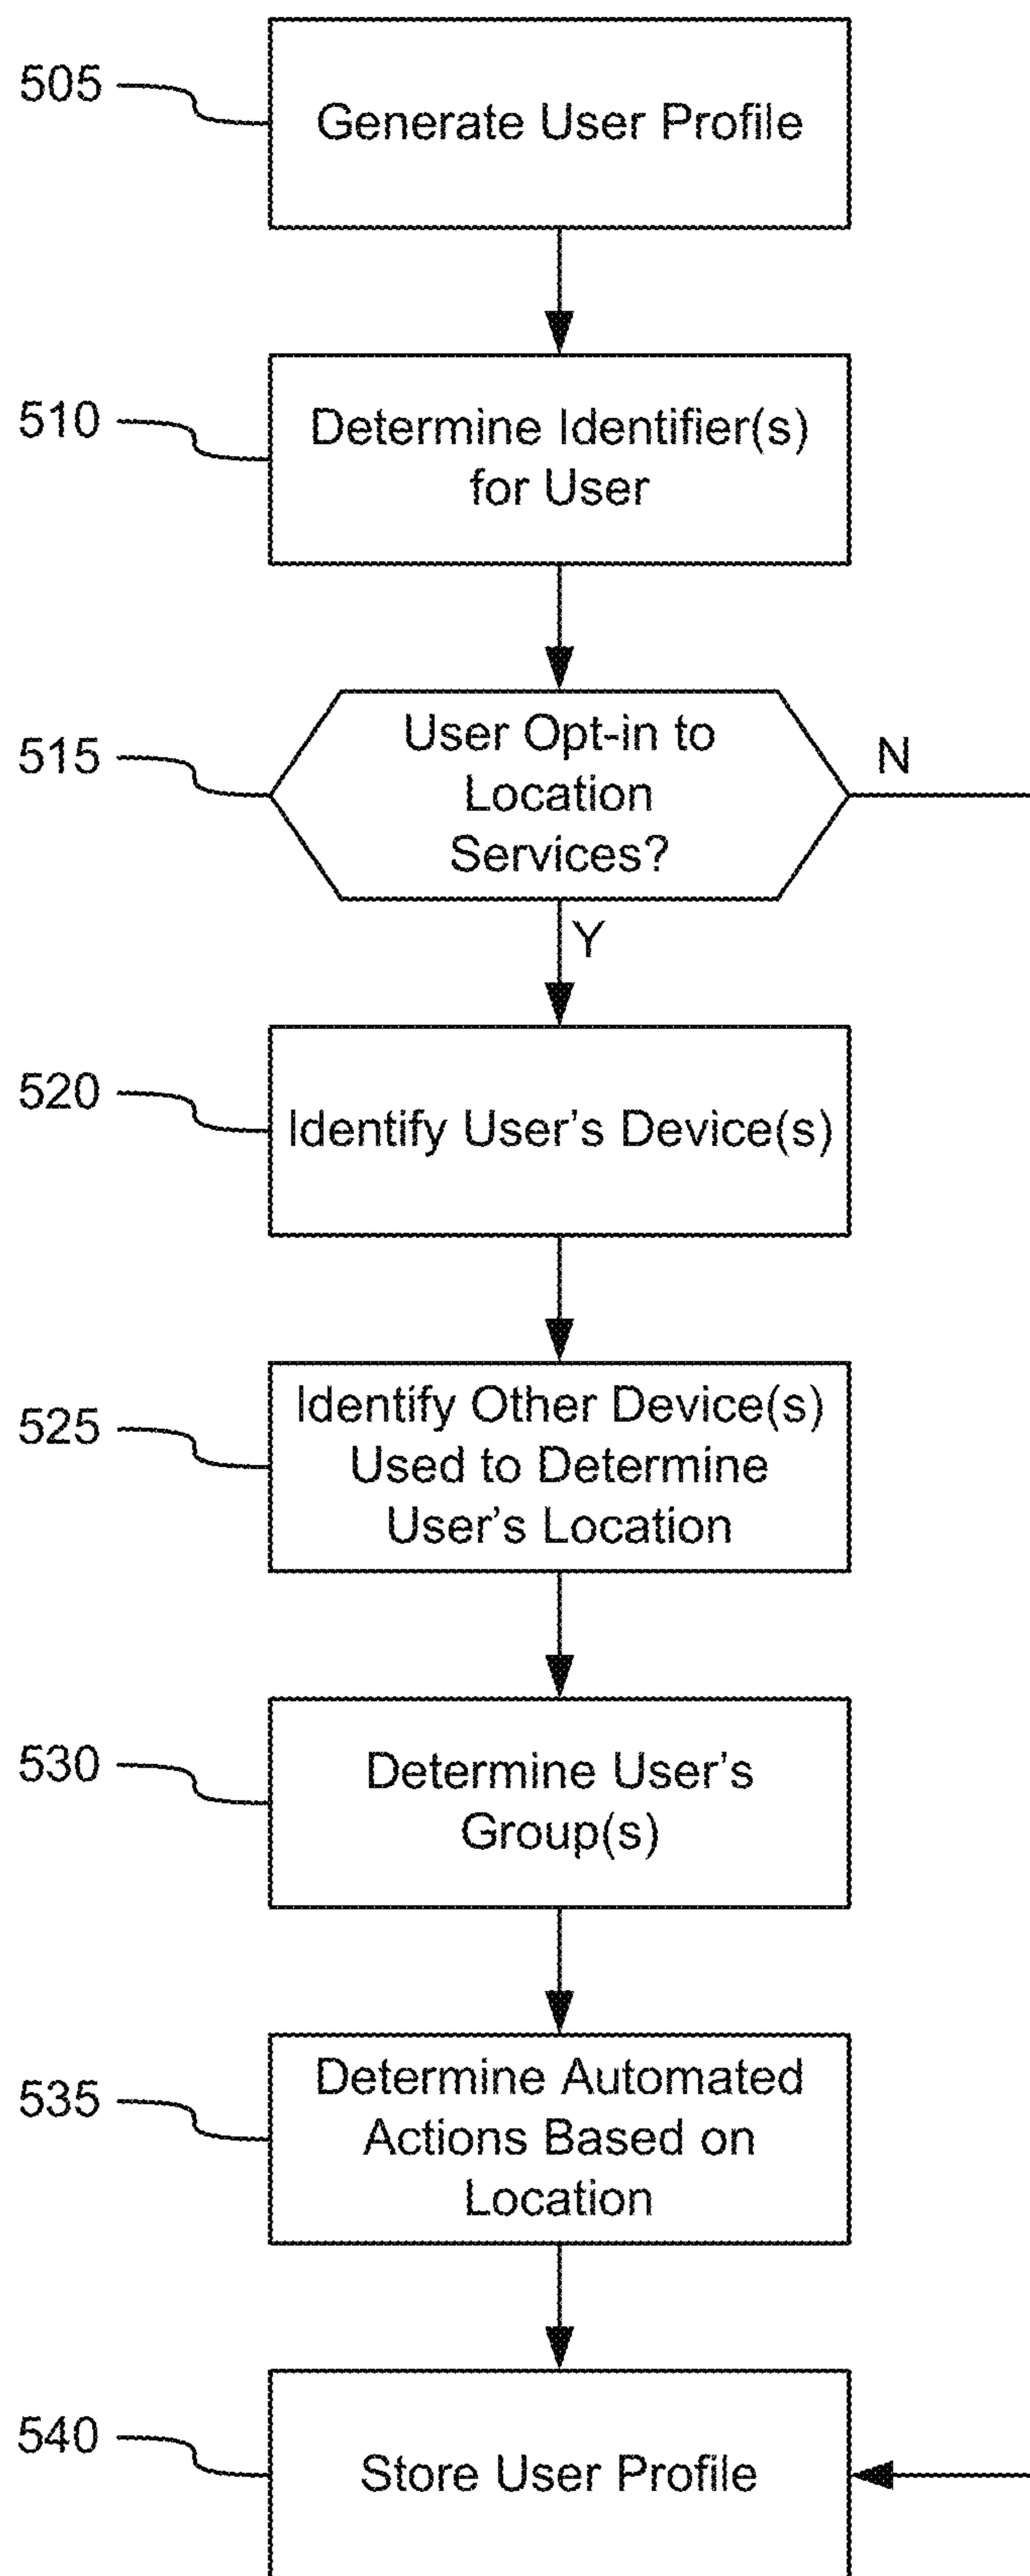 505
Generate User Profile
510
Determine Identifier(s)
for User
515
User Opt-in to
Location
Services?
N
Y
520
Identify User's Device(s)
525
Identify Other Device(s)
Used to Determine
User's Location
530
Determine User's
Group(s)
535
Determine Automated
Actions Based on
Location
540
Store User Profile